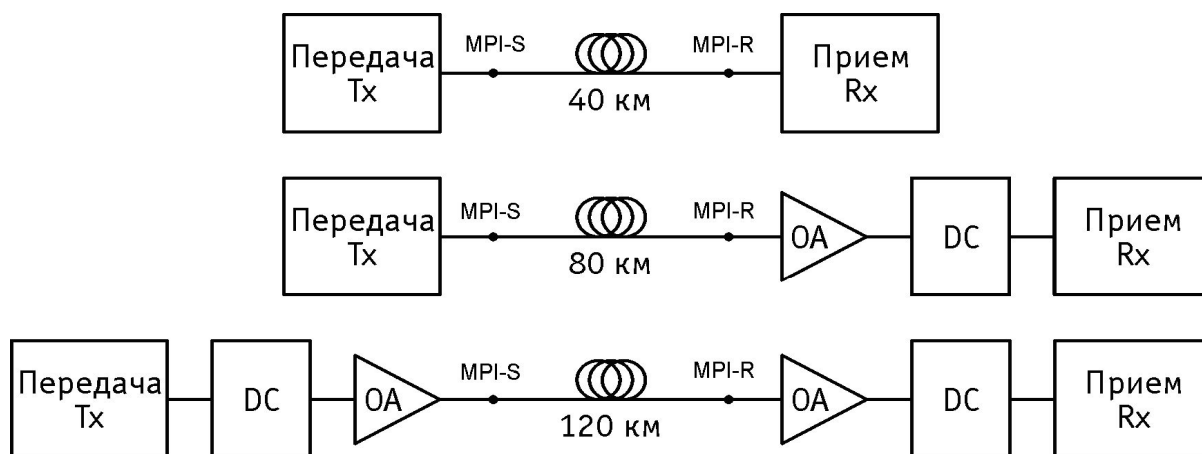 Передача
Tx
MPI-S
MPI-R
40 км
Прием
Rx
Передача
Tx
MPI-S
MPI-R
80 км
OA
DC
Прием
Rx
Передача
Tx
DC
OA
MPI-S
MPI-R
120 км
OA
DC
Прием
Rx